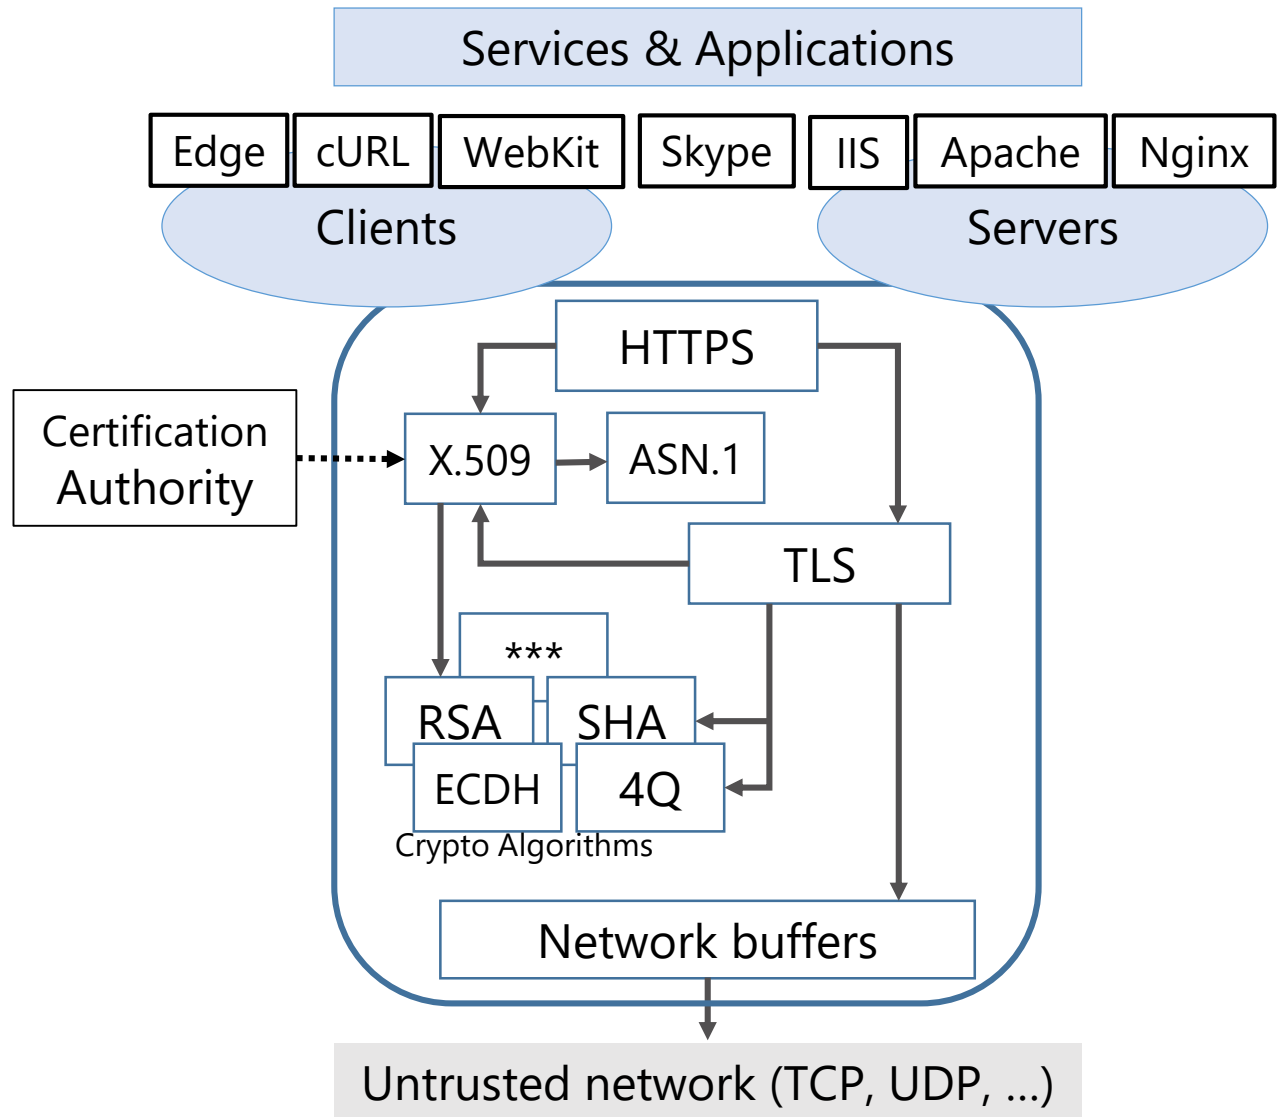 Services & Applications
Edge
cURL
WebKit
Skype
IIS
Apache
Nginx
Clients
Servers
HTTPS
Certification
Authority
X.509
ASN.1
TLS
***
RSA
SHA
ECDH
4Q
Crypto Algorithms
Network buffers
Untrusted network (TCP, UDP, ...)